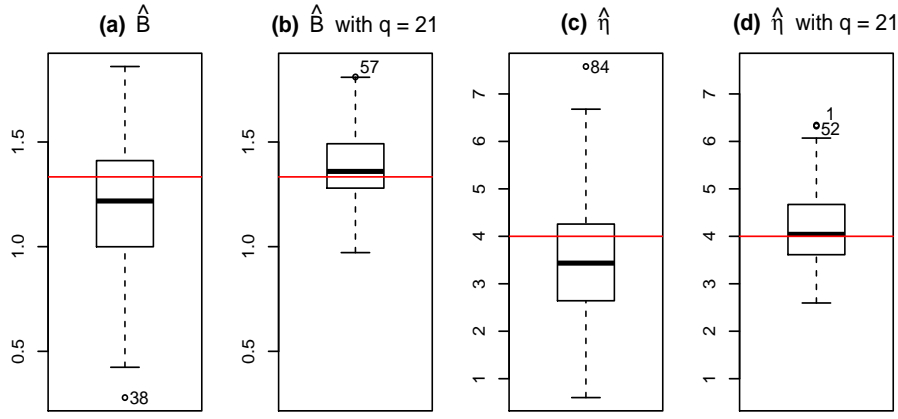 (a) B̂
(b) B̂ with q = 21
(c) η̂
(d) η̂ with q = 21
0.5 1.0 1.5
38
0.5 1.0 1.5
57
1 2 3 4 5 6 7
84
1 2 3 4 5 6 7
1
52